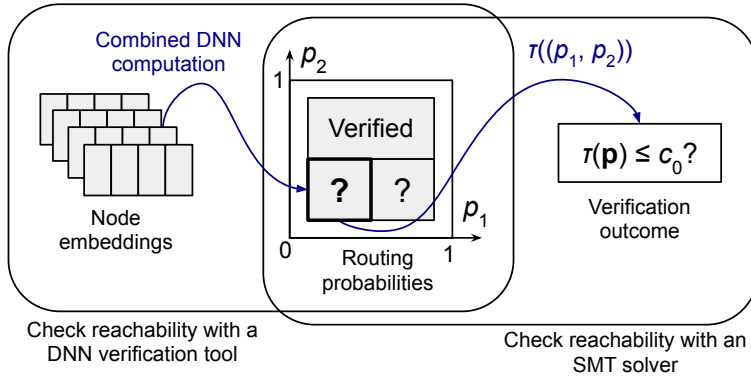 Combined DNN
computation
p2
τ((p1, p2))
1
Verified
τ(p) ≤ c0?
?
?
Node
embeddings
p1
0
1
Routing
probabilities
Verification
outcome
Check reachability with a
DNN verification tool
Check reachability with an
SMT solver